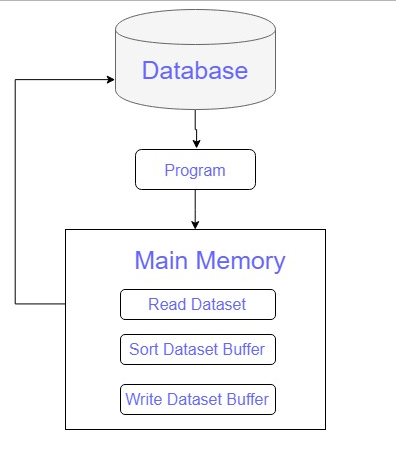 Database
Program
Main Memory
Read Dataset
Sort Dataset Buffer
Write Dataset Buffer